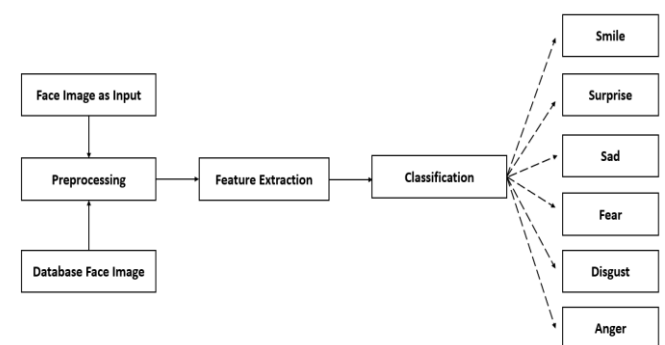 Face Image as Input
Preprocessing
Database Face Image
Feature Extraction
Classification
Smile
Surprise
Sad
Fear
Disgust
Anger